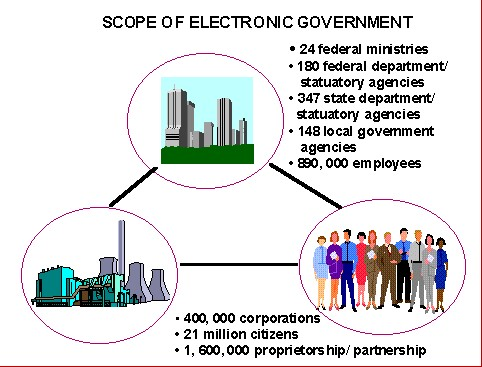 SCOPE OF ELECTRONIC GOVERNMENT
• 24 federal ministries
• 180 federal department/
statuatory agencies
• 347 state department/
statuatory agencies
• 148 local government
agencies
• 890, 000 employees
• 400, 000 corporations
• 21 million citizens
• 1, 600, 000 proprietorship/ partnership